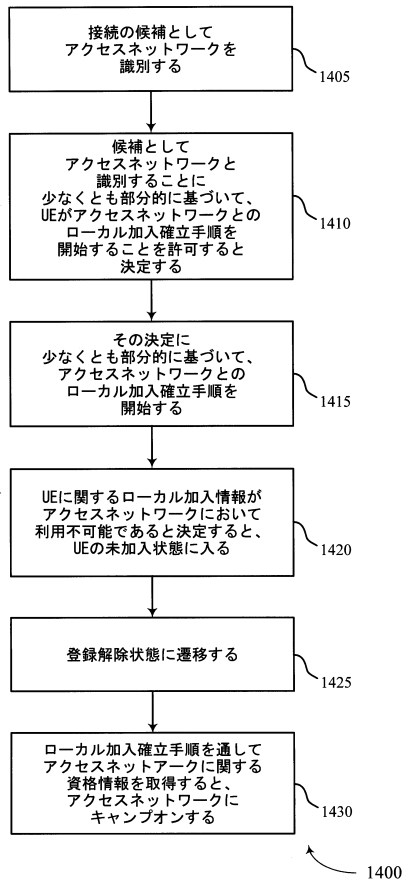 接続の候補として
アクセスネットワークを
識別する
1405
候補として
アクセスネットワークと
識別することに
少なくとも部分的に基づいて、
UEがアクセスネットワークとの
ローカル加入確立手順を
開始することを許可すると
決定する
1410
その決定に
少なくとも部分的に基づいて、
アクセスネットワークとの
ローカル加入確立手順を
開始する
1415
UEに関するローカル加入情報が
アクセスネットワークにおいて
利用不可能であると決定すると、
UEの未加入状態に入る
1420
登録解除状態に遷移する
1425
ローカル加入確立手順を通して
アクセスネットアークに関する
資格情報を取得すると、
アクセスネットワークに
キャンプオンする
1430
1400